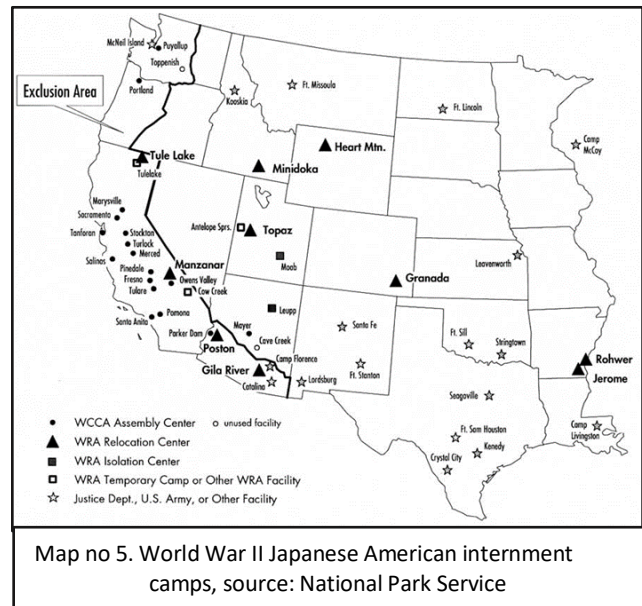 McNeil Island
Puyallup
Toppenish
Portland
Exclusion Area
Kooskia
Ft. Missoula
Ft. Lincoln
Camp
McCoy
Heart Mtn.
Minidoka
Tule Lake
Tulelake
Marysville
Sacramento
Tanforan
Stockton
Turlock
Merced
Salinas
Pinedale
Fresno
Tulare
Manzanar
Owens Valley
Cow Creek
Antelope Sprs.
Topaz
Moab
Granada
Leavenworth
Santa Anita
Pomona
Parker Dam
Poston
Mayer
Leupp
Cave Creek
Camp Florence
Gila River
Catalina
Lordsburg
Santa Fe
Ft. Stanton
Ft. Sill
Stringtown
Rohwer
Jerome
Seagoville
Camp
Livingston
Ft. Sam Houston
Kenedy
Crystal City
WCCA Assembly Center
unused facility
WRA Relocation Center
WRA Isolation Center
WRA Temporary Camp or Other WRA Facility
Justice Dept., U.S. Army, or Other Facility
Map no 5. World War II Japanese American internment
camps, source: National Park Service